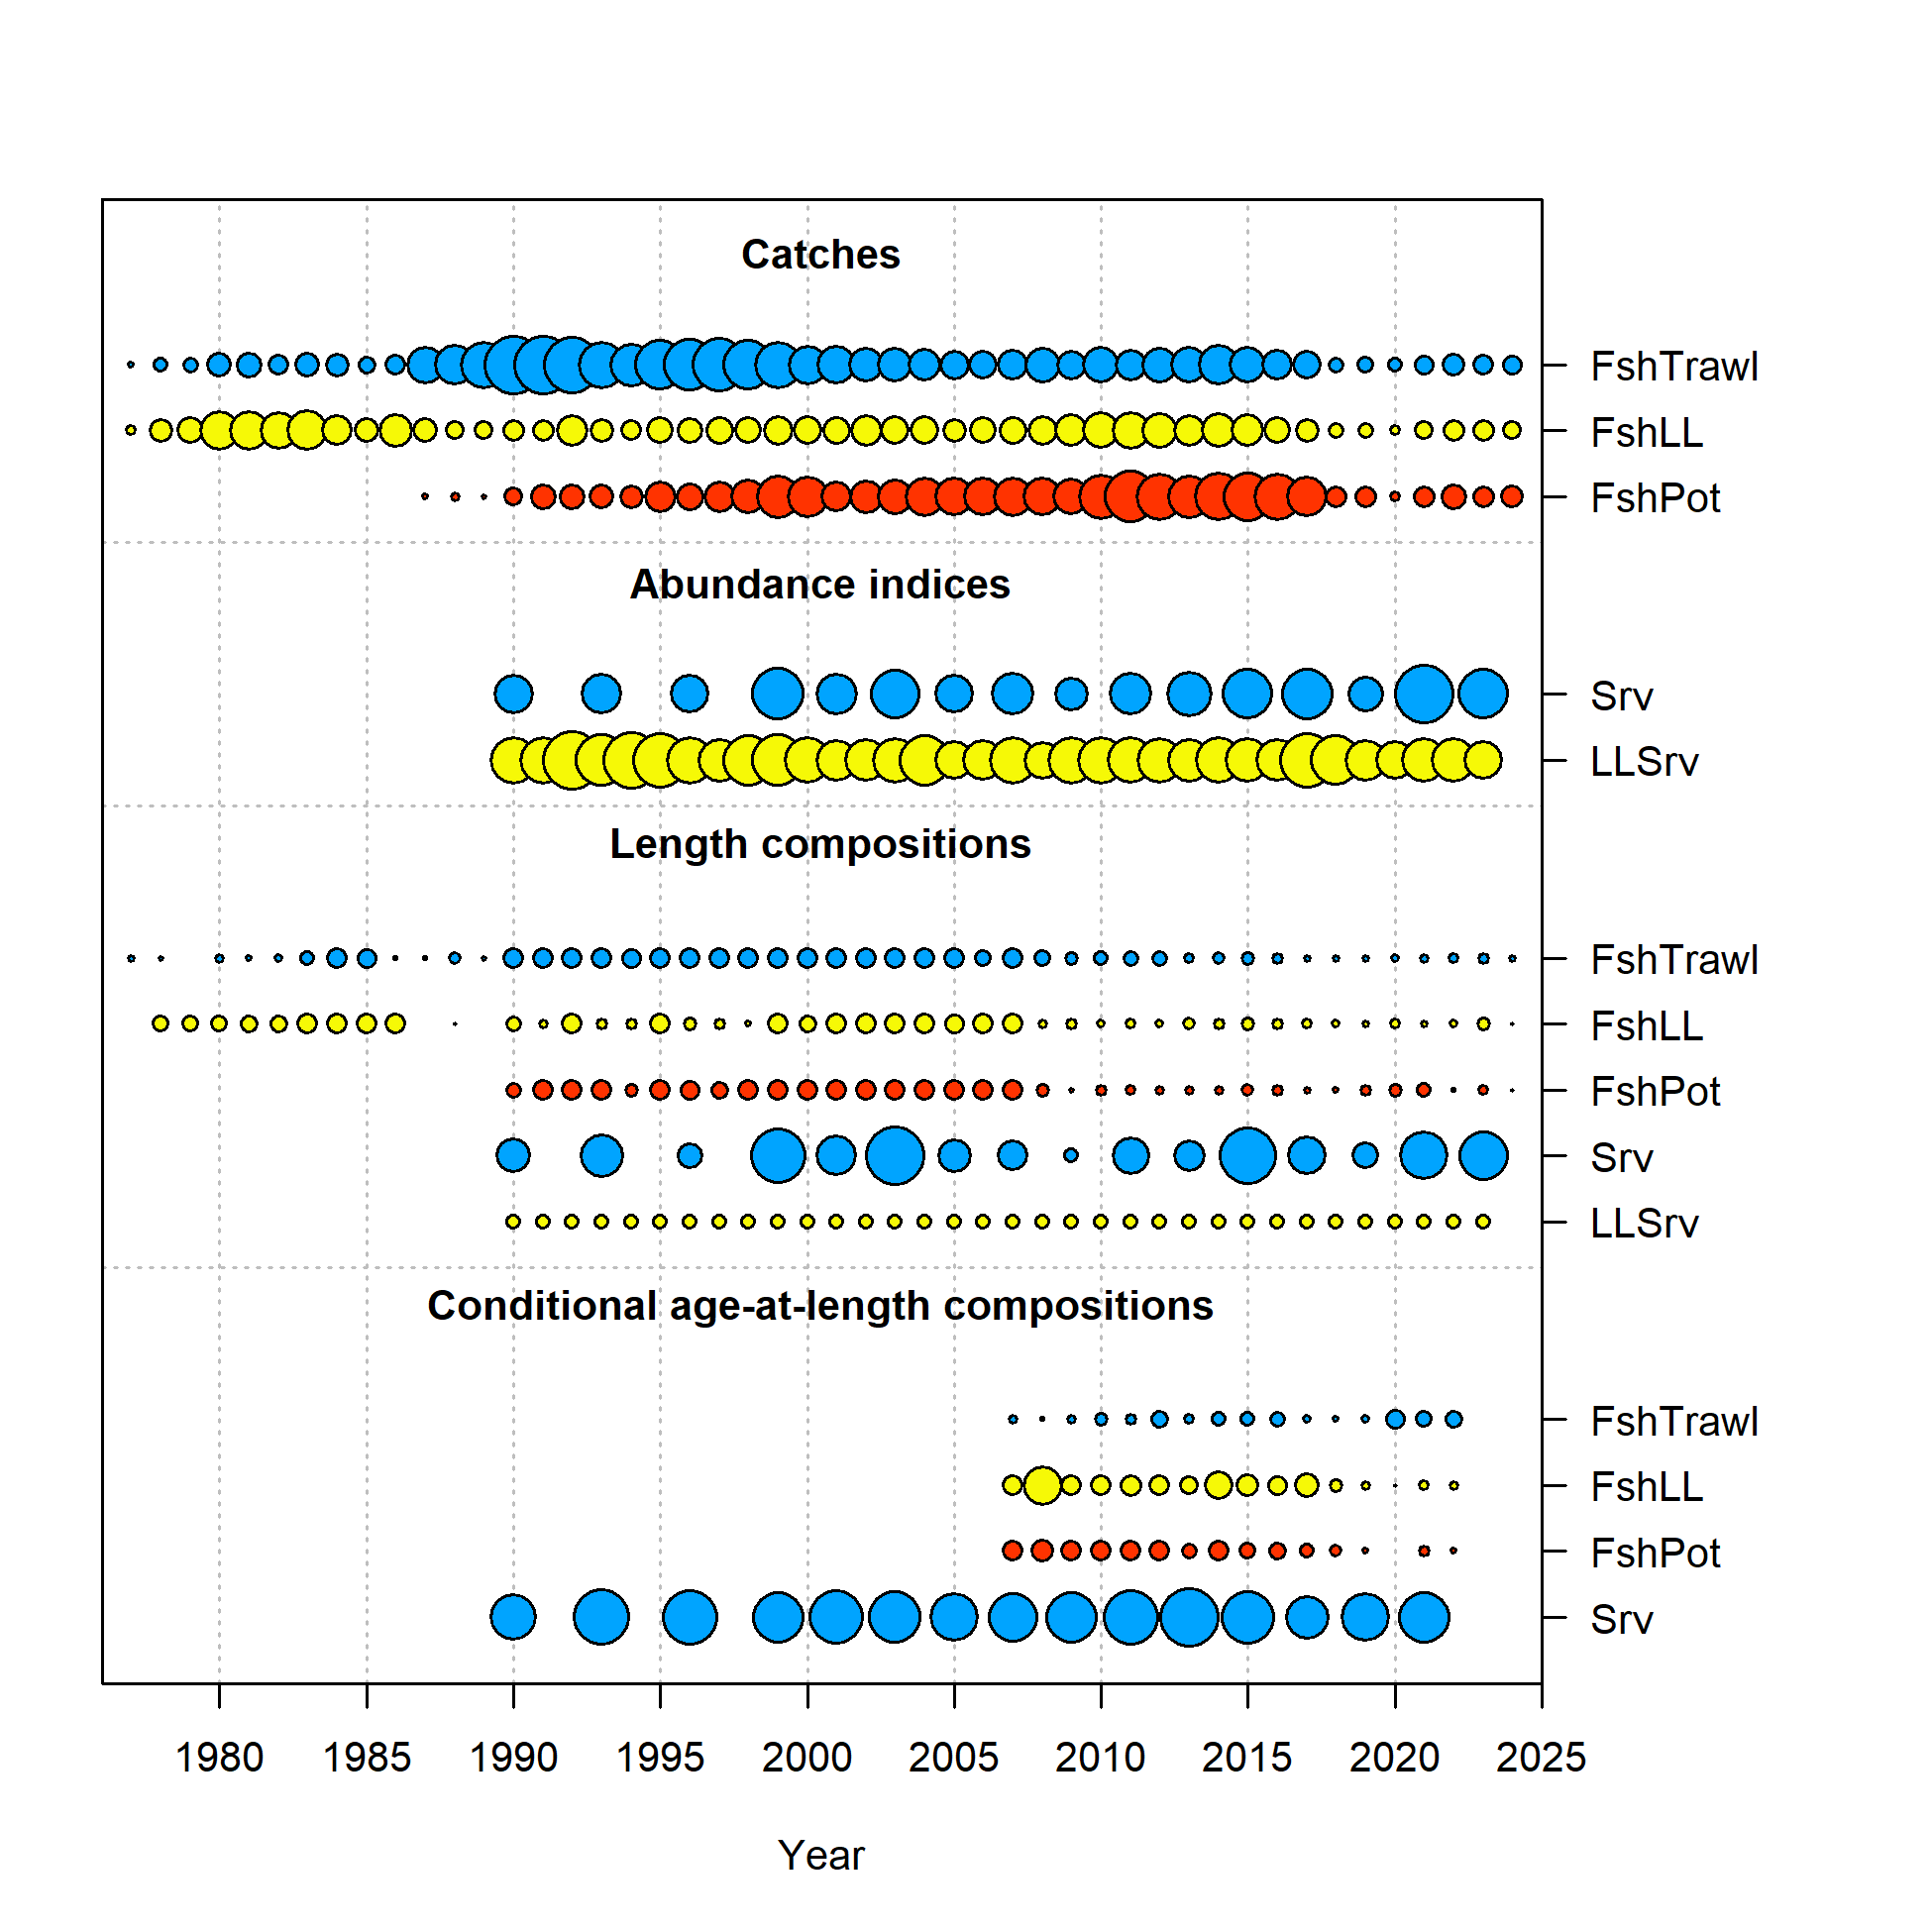 Catches
FshTrawl
FshLL
FshPot
Abundance indices
Srv
LLSrv
Length compositions
FshTrawl
FshLL
FshPot
Srv
LLSrv
Conditional age-at-length compositions
FshTrawl
FshLL
FshPot
Srv
1980 1985 1990 1995 2000 2005 2010 2015 2020 2025
Year